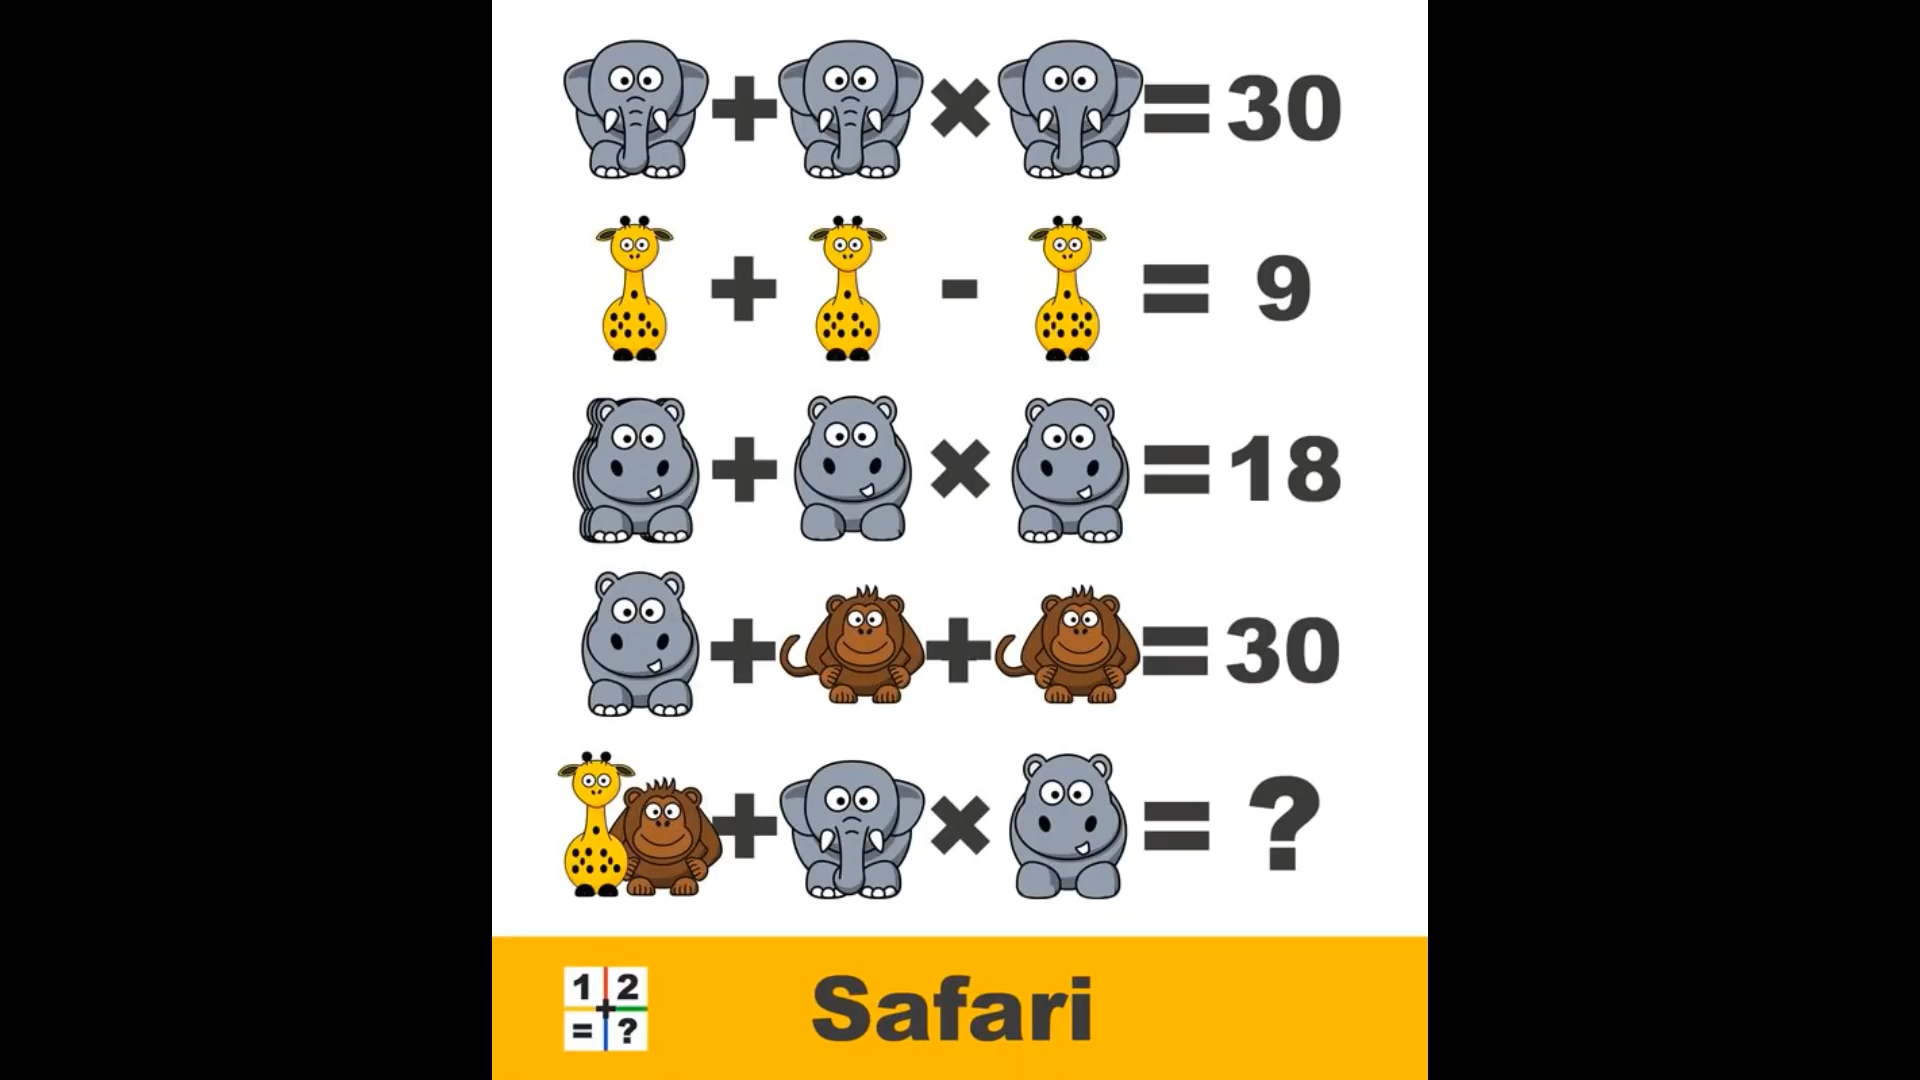 + × = 30
+ - = 9
+ × = 18
+ + = 30
+ × = ?
1 2
+
= ?
Safari